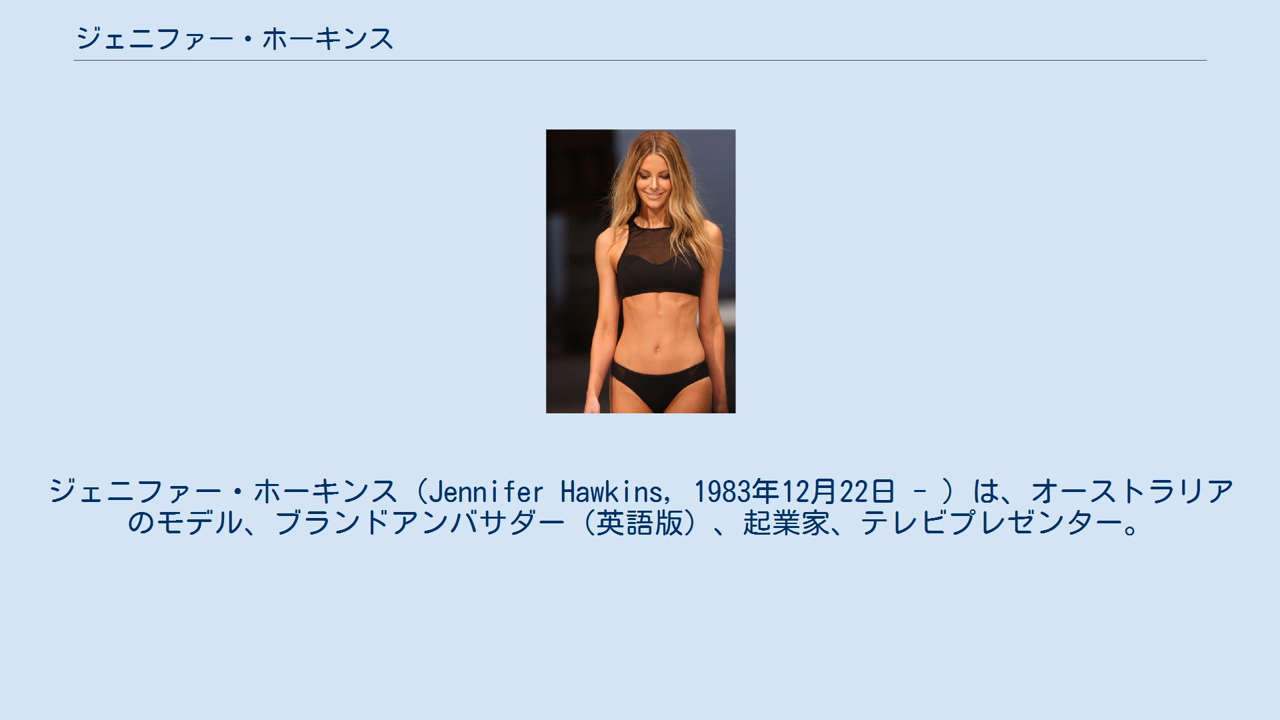 ジェニファー・ホーキンス
ジェニファー・ホーキンス（Jennifer Hawkins, 1983年12月22日 - ）は、オーストラリア
のモデル、ブランドアンバサダー（英語版）、起業家、テレビプレゼンター。